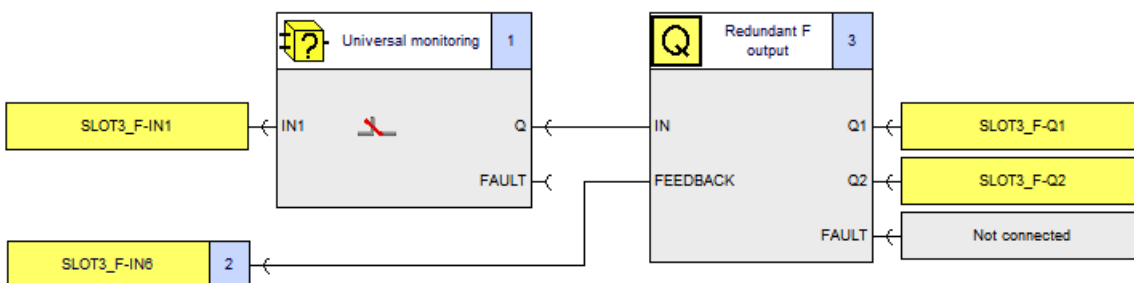 Universal monitoring
1
Redundant F
output
3
SLOT3_F-IN1
IN1
Q
IN
Q1
SLOT3_F-Q1
FAULT
FEEDBACK
Q2
SLOT3_F-Q2
FAULT
Not connected
SLOT3_F-IN6
2
?
Q